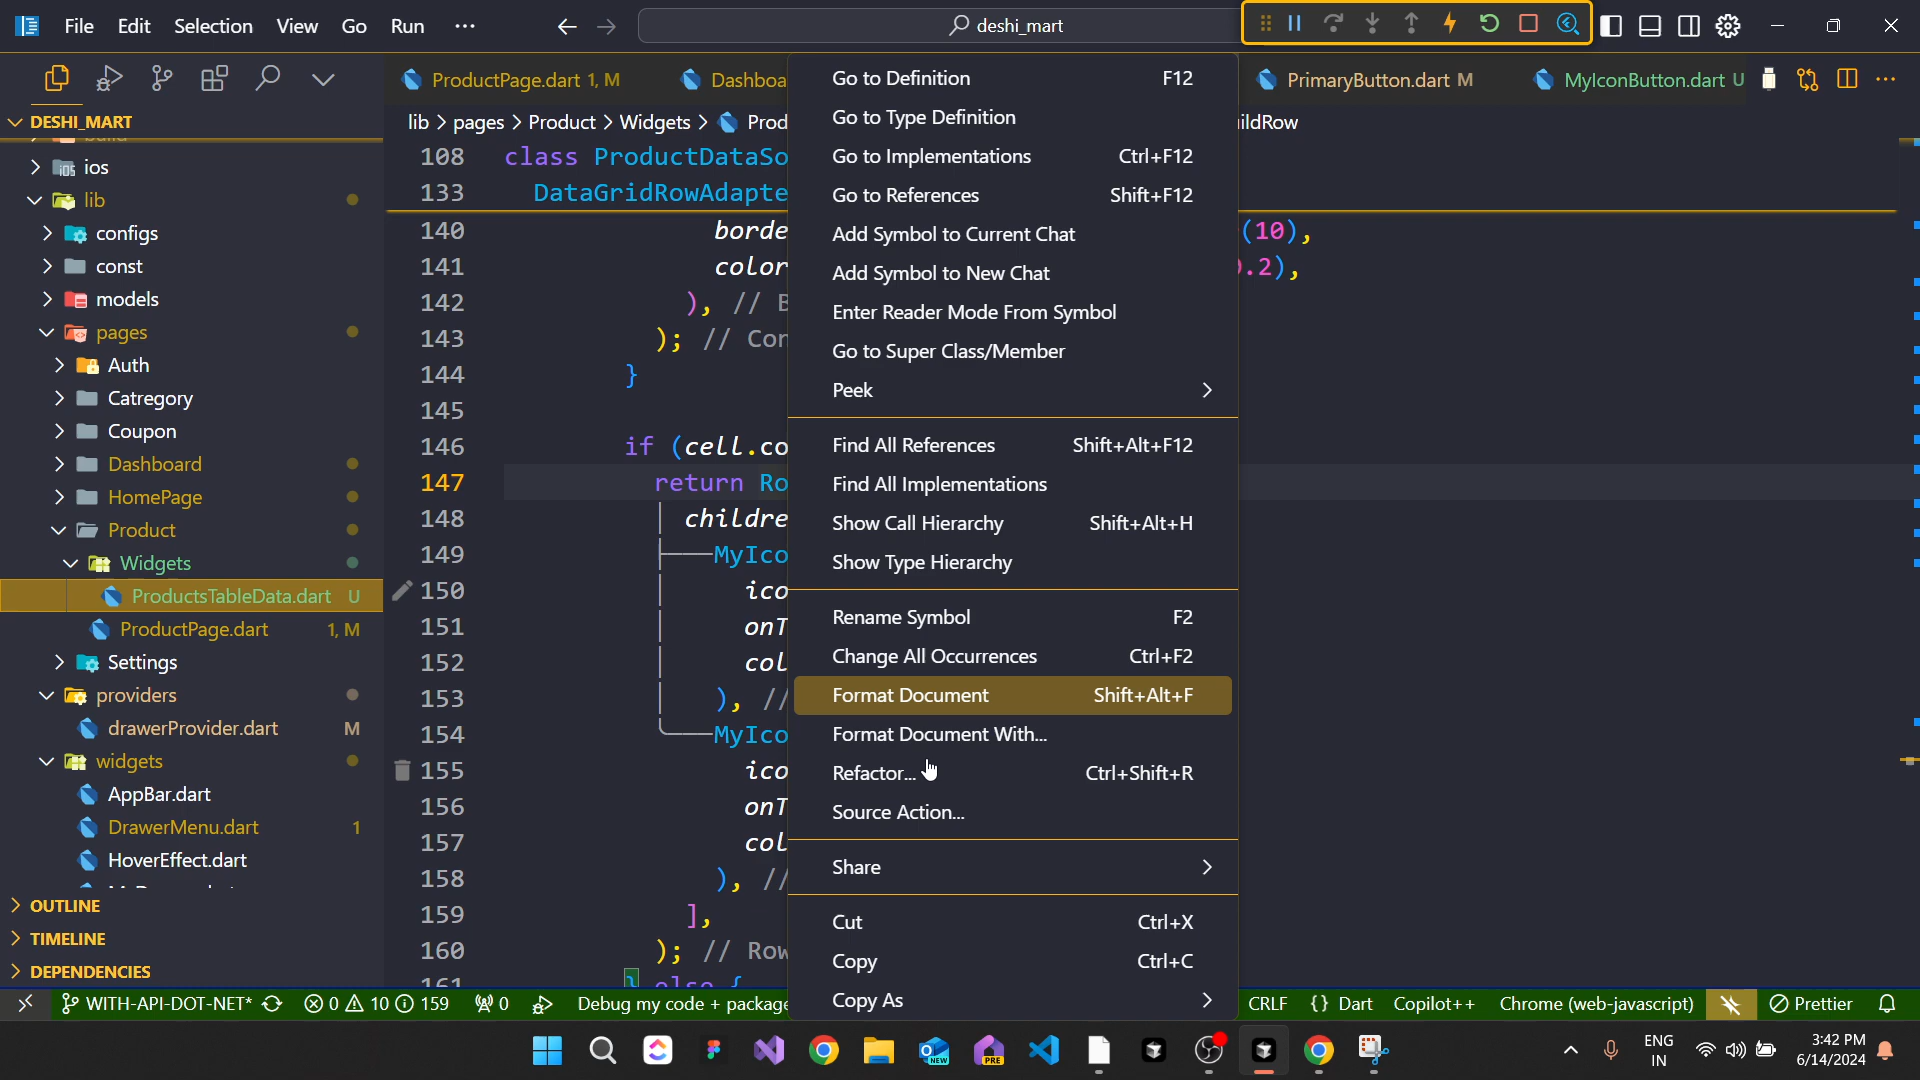 File Edit Selection View Go Run ···
deshi_mart
DESHI_MART
ios
lib
configs
const
models
pages
Auth
Catregory
Coupon
Dashboard
HomePage
Product
Widgets
ProductsTableData.dart U
ProductPage.dart 1, M
Settings
providers
drawerProvider.dart M
widgets
AppBar.dart
DrawerMenu.dart 1
HoverEffect.dart
OUTLINE
TIMELINE
DEPENDENCIES
ProductPage.dart 1, M Dashboa PrimaryButton.dart M MyIconButton.dart U
lib > pages > Product > Widgets > Prod ildRow
108 class ProductDataSo
133 DataGridRowAdapte
140 borde (10),
141 color .2),
142 ), // B
143 ); // Con
144 }
145
146 if (cell.co
147 return Ro
148 childre
149 MyIco
150 ico
151 onT
152 col
153 ), //
154 MyIco
155 ico
156 onT
157 col
158 ), //
159 ],
160 ); // Row
161 } else {
Go to Definition F12
Go to Type Definition
Go to Implementations Ctrl+F12
Go to References Shift+F12
Add Symbol to Current Chat
Add Symbol to New Chat
Enter Reader Mode From Symbol
Go to Super Class/Member
Peek
Find All References Shift+Alt+F12
Find All Implementations
Show Call Hierarchy Shift+Alt+H
Show Type Hierarchy
Rename Symbol F2
Change All Occurrences Ctrl+F2
Format Document Shift+Alt+F
Format Document With...
Refactor... Ctrl+Shift+R
Source Action...
Share
Cut Ctrl+X
Copy Ctrl+C
Copy As
WITH-API-DOT-NET* 0 10 159 0 Debug my code + package CRLF {} Dart Copilot++ Chrome (web-javascript) Prettier
ENG
IN
3:42 PM
6/14/2024